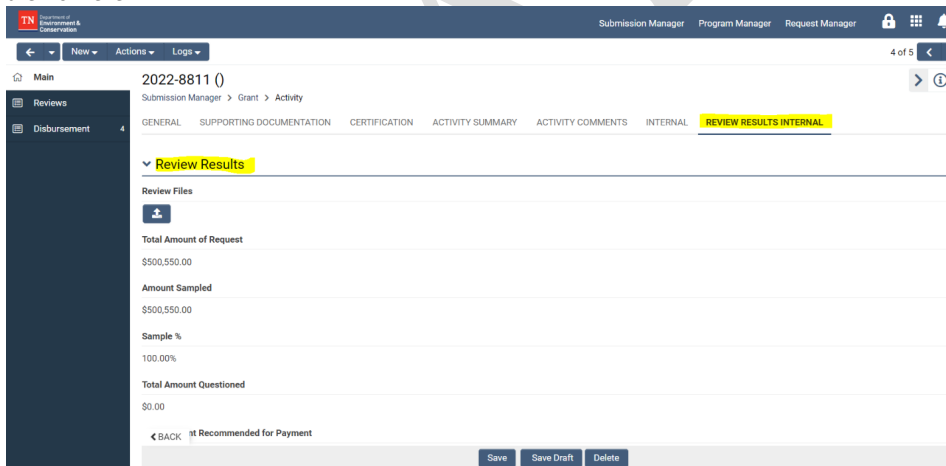 TN Department of
Environment &
Conservation
Submission Manager Program Manager Request Manager
New Actions Logs 4 of 5
Main
Reviews
Disbursement 4
2022-8811 ()
Submission Manager > Grant > Activity
GENERAL SUPPORTING DOCUMENTATION CERTIFICATION ACTIVITY SUMMARY ACTIVITY COMMENTS INTERNAL REVIEW RESULTS INTERNAL
Review Results
Review Files
Total Amount of Request
$500,550.00
Amount Sampled
$500,550.00
Sample %
100.00%
Total Amount Questioned
$0.00
BACK nt Recommended for Payment
Save Save Draft Delete